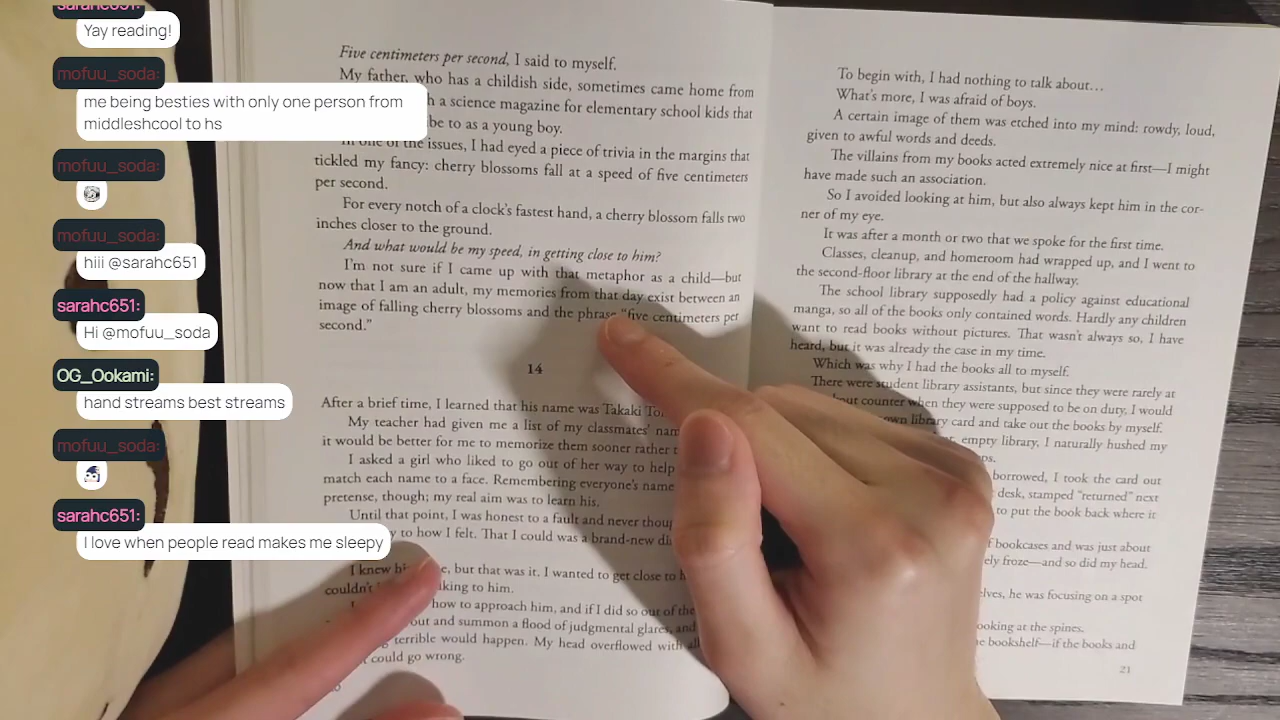 sarahc651:
Yay reading!
mofuu_soda:
me being besties with only one person from
middleshcool to hs
mofuu_soda:
mofuu_soda:
hiii @sarahc651
sarahc651:
Hi @mofuu_soda
OG_Ookami:
hand streams best streams
mofuu_soda:
sarahc651:
I love when people read makes me sleepy
Five centimeters per second, I said to myself.
My father, who has a childish side, sometimes came home from
a science magazine for elementary school kids that
be to as a young boy.
In one of the issues, I had eyed a piece of trivia in the margins that
tickled my fancy: cherry blossoms fall at a speed of five centimeters
per second.
For every notch of a clock's fastest hand, a cherry blossom falls two
inches closer to the ground.
And what would be my speed, in getting close to him?
I'm not sure if I came up with that metaphor as a child—but
now that I am an adult, my memories from that day exist between an
image of falling cherry blossoms and the phrase "five centimeters per
second."
14
After a brief time, I learned that his name was Takaki
My teacher had given me a list of my classmates'
it would be better for me to memorize them sooner rather
I asked a girl who liked to go out of her way to help
match each name to a face. Remembering everyone's name
pretense, though; my real aim was to learn his.
Until that point, I was honest to a fault and never
to how I felt. That I could was a brand-new
I knew but that was it. I wanted to get close to
him.
how to approach him, and if I did so out of the
out and summon a flood of judgmental glares, and
terrible would happen. My head overflowed with
could go wrong.
To begin with, I had nothing to talk about…
What's more, I was afraid of boys.
A certain image of them was etched into my mind: rowdy, loud,
given to awful words and deeds.
The villains from my books acted extremely nice at first—I might
have made such an association.
So I avoided looking at him, but also always kept him in the cor-
ner of my eye.
It was after a month or two that we spoke for the first time.
Classes, cleanup, and homeroom had wrapped up, and I went to
the second-floor library at the end of the hallway.
The school library supposedly had a policy against educational
manga, so all of the books only contained words. Hardly any children
want to read books without pictures. That wasn't always so, I have
heard, but it was already the case in my time.
Which was why I had the books all to myself.
There were student library assistants, but since they were rarely at
counter when they were supposed to be on duty, I would
own library card and take out the books by myself.
empty library, I naturally hushed my
borrowed, I took the card out
desk, stamped "returned" next
to put the book back where it
bookcases and was just about
froze—and so did my head.
he was focusing on a spot
looking at the spines.
bookshelf—if the books and
21